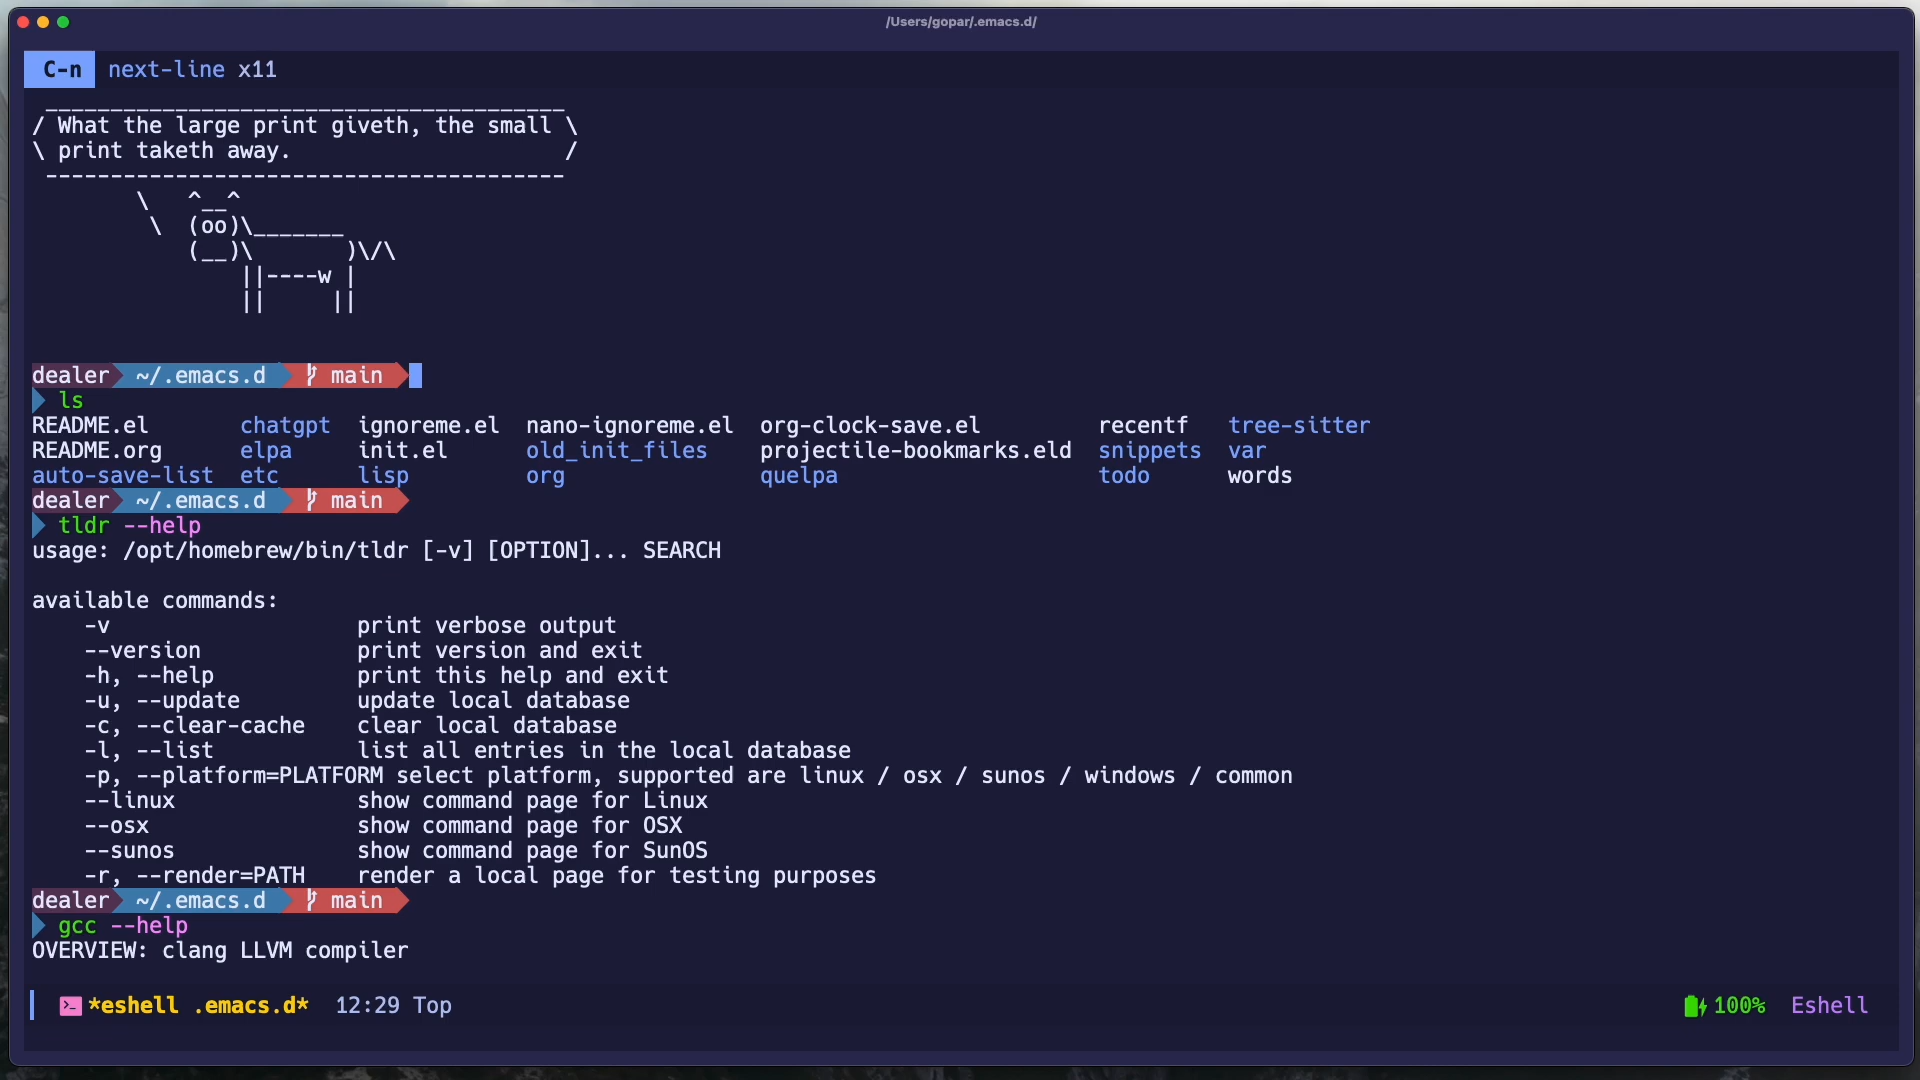 /Users/gopar/.emacs.d/
C-n next-line x11
 ________________________________________
/ What the large print giveth, the small \
\ print taketh away.                     /
 ----------------------------------------
        \   ^__^
         \  (oo)\_______
            (__)\       )\/\
                ||----w |
                ||     ||
dealer ~/.emacs.d main
ls
README.el       chatgpt  ignoreme.el  nano-ignoreme.el  org-clock-save.el         recentf   tree-sitter
README.org      elpa     init.el      old_init_files    projectile-bookmarks.eld  snippets  var
auto-save-list  etc      lisp         org               quelpa                    todo      words
dealer ~/.emacs.d main
tldr --help
usage: /opt/homebrew/bin/tldr [-v] [OPTION]... SEARCH
available commands:
    -v                   print verbose output
    --version            print version and exit
    -h, --help           print this help and exit
    -u, --update         update local database
    -c, --clear-cache    clear local database
    -l, --list           list all entries in the local database
    -p, --platform=PLATFORM select platform, supported are linux / osx / sunos / windows / common
    --linux              show command page for Linux
    --osx                show command page for OSX
    --sunos              show command page for SunOS
    -r, --render=PATH    render a local page for testing purposes
dealer ~/.emacs.d main
gcc --help
OVERVIEW: clang LLVM compiler
*eshell .emacs.d* 12:29 Top 100% Eshell